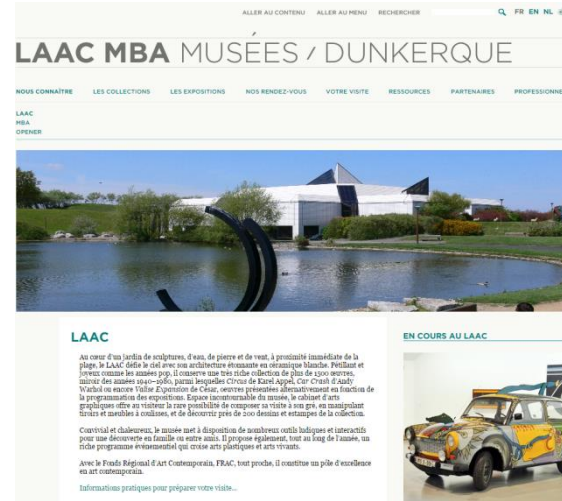 ALLER AU CONTENU ALLER AU MENU RECHERCHER FR EN NL
LAAC MBA MUSÉES / DUNKERQUE
NOUS CONNAÎTRE LES COLLECTIONS LES EXPOSITIONS NOS RENDEZ-VOUS VOTRE VISITE RESSOURCES PARTENAIRES PROFESSIONNE
LAAC
MBA
OPENER
LAAC
EN COURS AU LAAC
Au cœur d'un jardin de sculptures, d'eau, de pierre et de vent, à proximité immédiate de la
plage, le LAAC défie le ciel avec son architecture étonnante en céramique blanche. Pétillant et
joyeux comme les années pop, il conserve une très riche collection de plus de 1500 œuvres,
miroir des années 1940–1980, parmi lesquelles Circus de Karel Appel, Car Crash d'Andy
Warhol ou encore Valise Expansion de César, œuvres présentées alternativement en fonction de
la programmation des expositions. Espace incontournable du musée, le cabinet d'arts
graphiques offre au visiteur la rare possibilité de composer sa visite à son gré, en manipulant
tiroirs et meubles à coulisses, et de découvrir près de 200 dessins et estampes de la collection.
Convivial et chaleureux, le musée met à disposition de nombreux outils ludiques et interactifs
pour une découverte en famille ou entre amis. Il propose également, tout au long de l'année, un
riche programme évènementiel qui croise arts plastiques et arts vivants.
Avec le Fonds Régional d'Art Contemporain, FRAC, tout proche, il constitue un pôle d'excellence
en art contemporain.
Informations pratiques pour préparer votre visite...